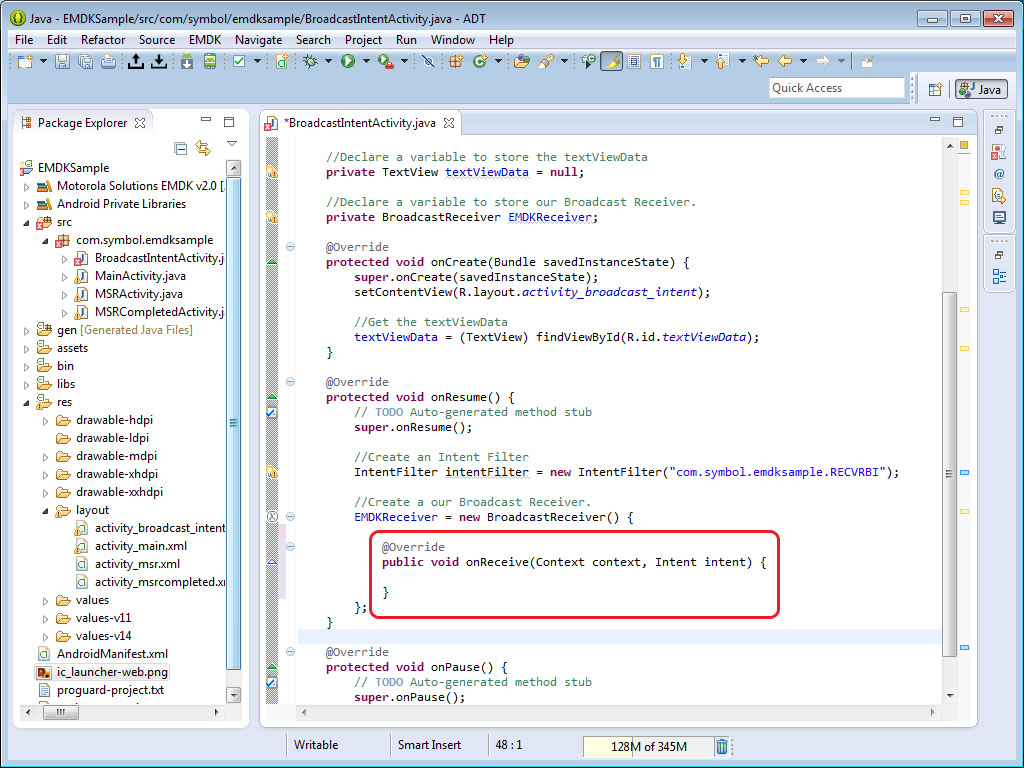 Java - EMDKSample/src/com/symbol/emdksample/BroadcastIntentActivity.java - ADT
File Edit Refactor Source EMDK Navigate Search Project Run Window Help
Quick Access
Java
Package Explorer
EMDKSample
Motorola Solutions EMDK v2.0 [
Android Private Libraries
src
com.symbol.emdksample
BroadcastIntentActivity.j
MainActivity.java
MSRActivity.java
MSRCompletedActivity.j
gen [Generated Java Files]
assets
bin
libs
res
drawable-hdpi
drawable-ldpi
drawable-mdpi
drawable-xhdpi
drawable-xxhdpi
layout
activity_broadcast_intent
activity_main.xml
activity_msr.xml
activity_msrcompleted.x
values
values-v11
values-v14
AndroidManifest.xml
ic_launcher-web.png
proguard-project.txt
*BroadcastIntentActivity.java
//Declare a variable to store the textViewData
private TextView textViewData = null;
//Declare a variable to store our Broadcast Receiver.
private BroadcastReceiver EMDKReceiver;
@Override
protected void onCreate(Bundle savedInstanceState) {
super.onCreate(savedInstanceState);
setContentView(R.layout.activity_broadcast_intent);
//Get the textViewData
textViewData = (TextView) findViewById(R.id.textViewData);
}
@Override
protected void onResume() {
// TODO Auto-generated method stub
super.onResume();
//Create an Intent Filter
IntentFilter intentFilter = new IntentFilter("com.symbol.emdksample.RECVRBI");
//Create a our Broadcast Receiver.
EMDKReceiver = new BroadcastReceiver() {
@Override
public void onReceive(Context context, Intent intent) {
}
};
}
@Override
protected void onPause() {
// TODO Auto-generated method stub
super.onPause();
Writable
Smart Insert
48 : 1
128M of 345M